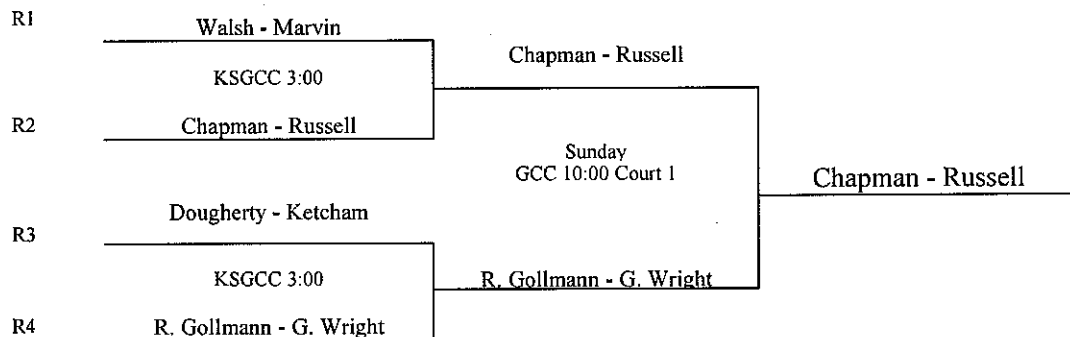 R1
Walsh - Marvin
KSGCC 3:00
Chapman - Russell
R2
Chapman - Russell
Sunday
GCC 10:00 Court 1
Chapman - Russell
R3
Dougherty - Ketcham
KSGCC 3:00
R. Gollmann - G. Wright
R4
R. Gollmann - G. Wright